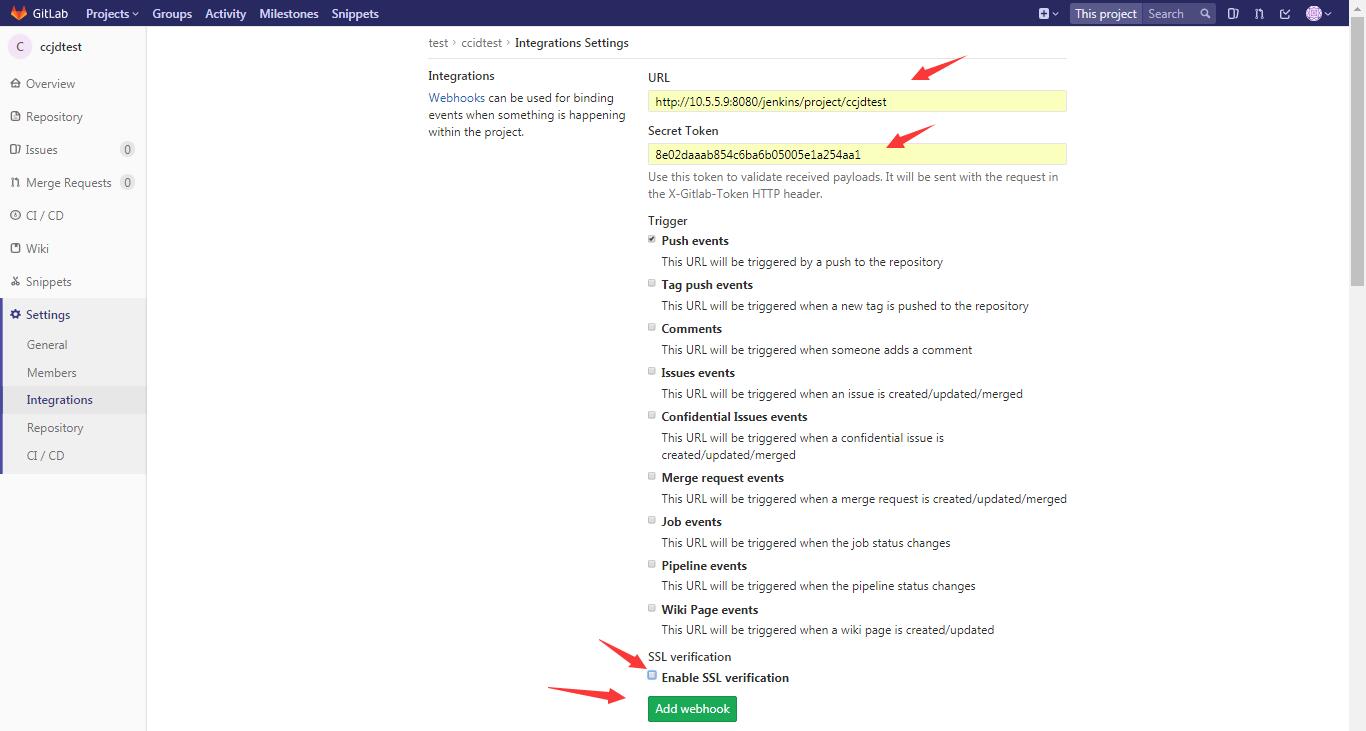 GitLab Projects Groups Activity Milestones Snippets This project Search
C ccjdtest
Overview
Repository
Issues 0
Merge Requests 0
CI / CD
Wiki
Snippets
Settings
General
Members
Integrations
Repository
CI / CD
test › ccjdtest › Integrations Settings
Integrations
Webhooks can be used for binding
events when something is happening
within the project.
URL
http://10.5.5.9:8080/jenkins/project/ccjdtest
Secret Token
8e02daaab854c6ba6b05005e1a254aa1
Use this token to validate received payloads. It will be sent with the request in
the X-Gitlab-Token HTTP header.
Trigger
Push events
This URL will be triggered by a push to the repository
Tag push events
This URL will be triggered when a new tag is pushed to the repository
Comments
This URL will be triggered when someone adds a comment
Issues events
This URL will be triggered when an issue is created/updated/merged
Confidential Issues events
This URL will be triggered when a confidential issue is
created/updated/merged
Merge request events
This URL will be triggered when a merge request is created/updated/merged
Job events
This URL will be triggered when the job status changes
Pipeline events
This URL will be triggered when the pipeline status changes
Wiki Page events
This URL will be triggered when a wiki page is created/updated
SSL verification
Enable SSL verification
Add webhook